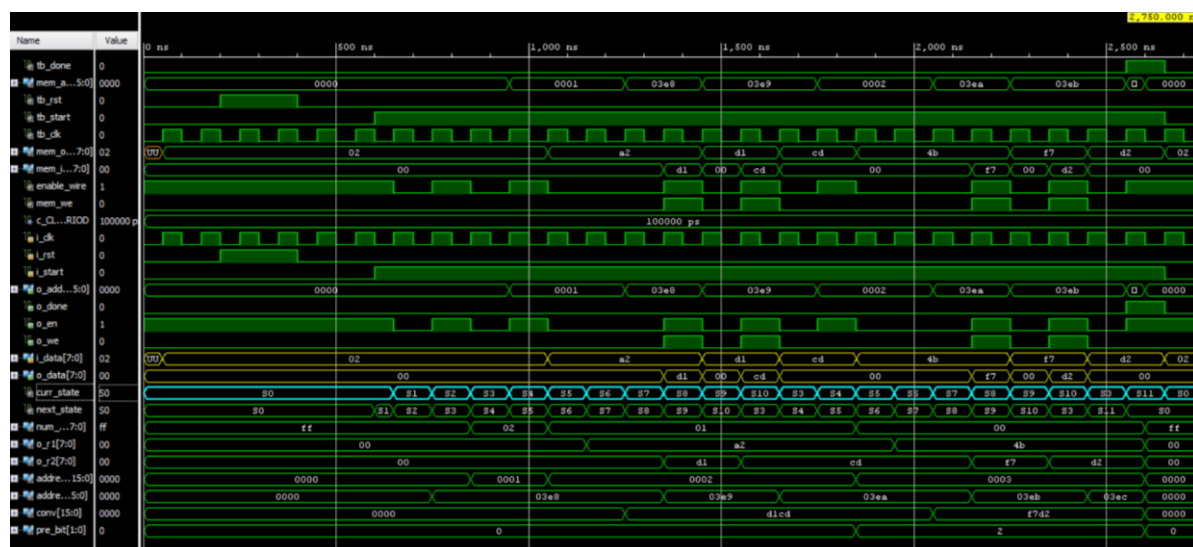 2,750.000 n
Name Value
0 ns 500 ns 1,000 ns 1,500 ns 2,000 ns 2,500 ns
tb_done 0
mem_a...5:0] 0000 0000 0001 03e8 03e9 0002 03ea 03eb 0000
tb_rst 0
tb_start 0
tb_clk 0
mem_o...7:0] 02 UU 02 a2 d1 cd 4b f7 d2 02
mem_i...7:0] 00 00 d1 00 cd 00 f7 00 d2 00
enable_wire 1
mem_we 0
c_CL...RIOD 100000 p 100000 ps
i_clk 0
i_rst 0
i_start 0
o_add...5:0] 0000 0000 0001 03e8 03e9 0002 03ea 03eb 0000
o_done 0
o_en 1
o_we 0
i_data[7:0] 02 UU 02 a2 d1 cd 4b f7 d2 02
o_data[7:0] 00 00 d1 00 cd 00 f7 00 d2 00
curr_state S0 S0 S1 S2 S3 S4 S5 S6 S7 S8 S9 S10 S3 S4 S5 S6 S7 S8 S9 S10 S3 S11 S0
next_state S0 S0 S1 S2 S3 S4 S5 S6 S7 S8 S9 S10 S3 S4 S5 S6 S7 S8 S9 S10 S3 S11 S0
num_...7:0] ff ff 02 01 00 ff
o_r1[7:0] 00 00 a2 4b 00
o_r2[7:0] 00 00 d1 cd f7 d2 00
addre...15:0] 0000 0000 0001 0002 0003 0000
addre...5:0] 0000 0000 03e8 03e9 03ea 03eb 03ec 0000
conv[15:0] 0000 0000 d1cd f7d2 0000
pre_bit[1:0] 0 0 2 0